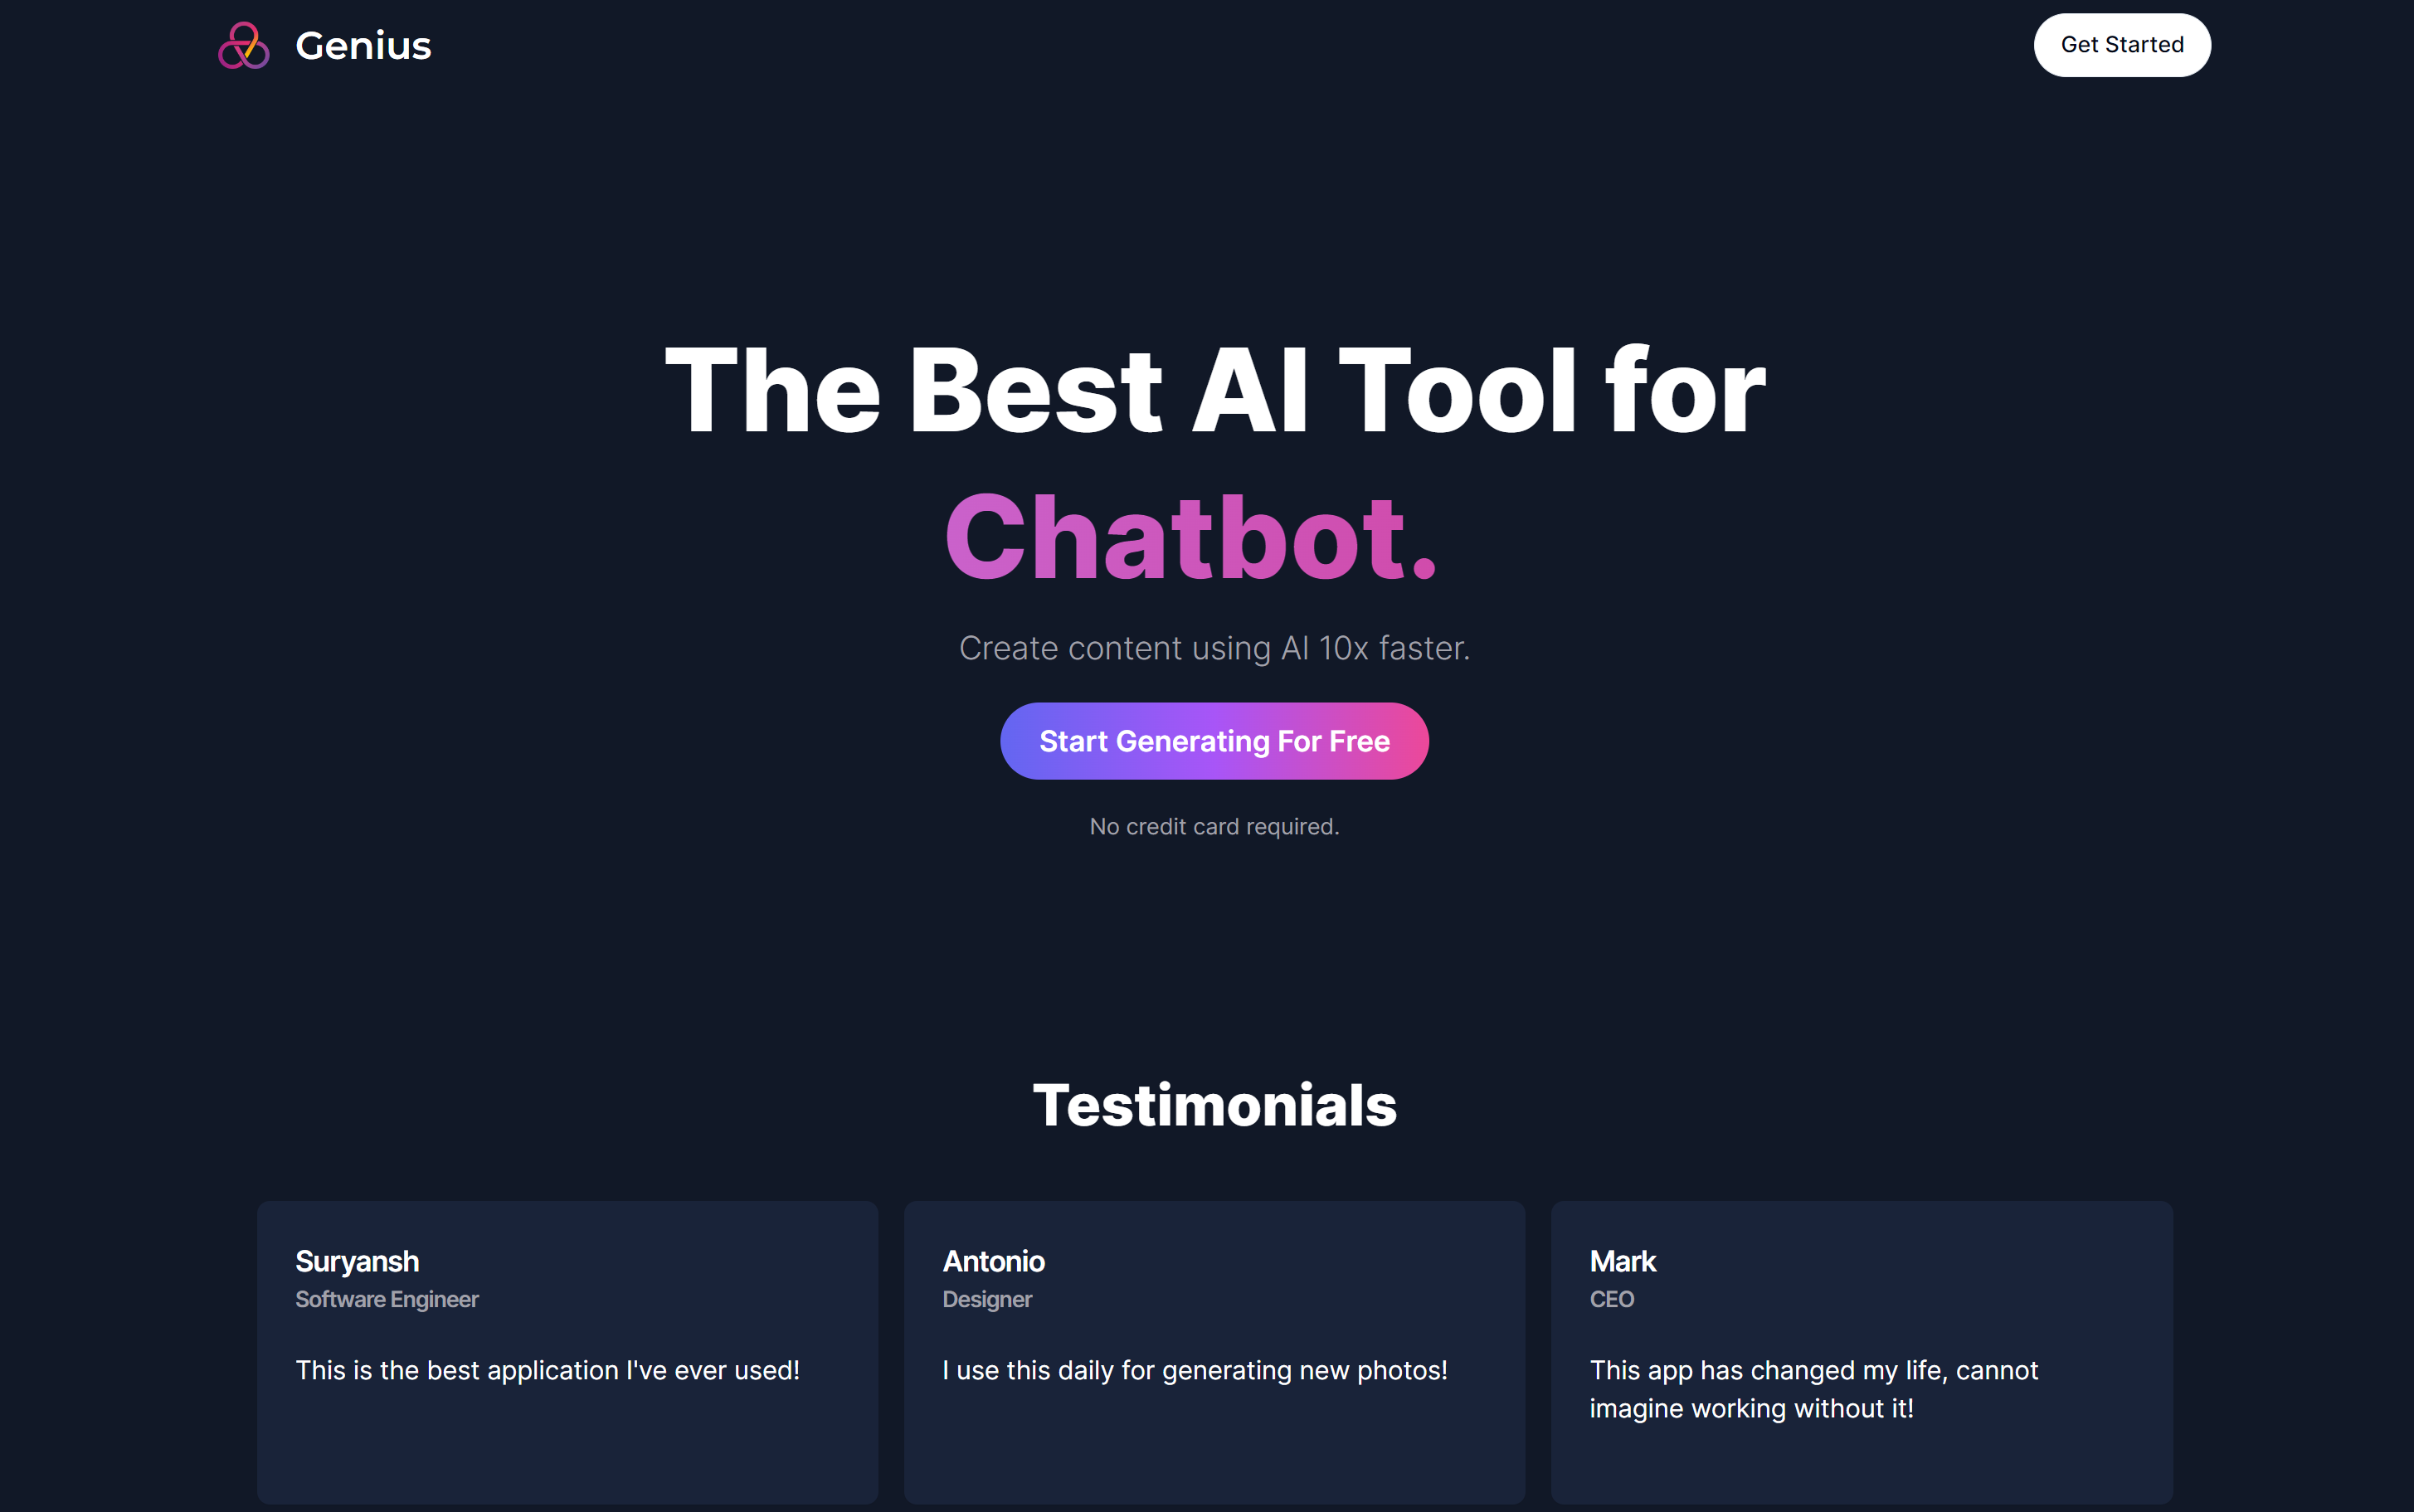 Genius
Get Started
The Best AI Tool for
Chatbot.
Create content using AI 10x faster.
Start Generating For Free
No credit card required.
Testimonials
Suryansh
Software Engineer
This is the best application I've ever used!
Antonio
Designer
I use this daily for generating new photos!
Mark
CEO
This app has changed my life, cannot
imagine working without it!